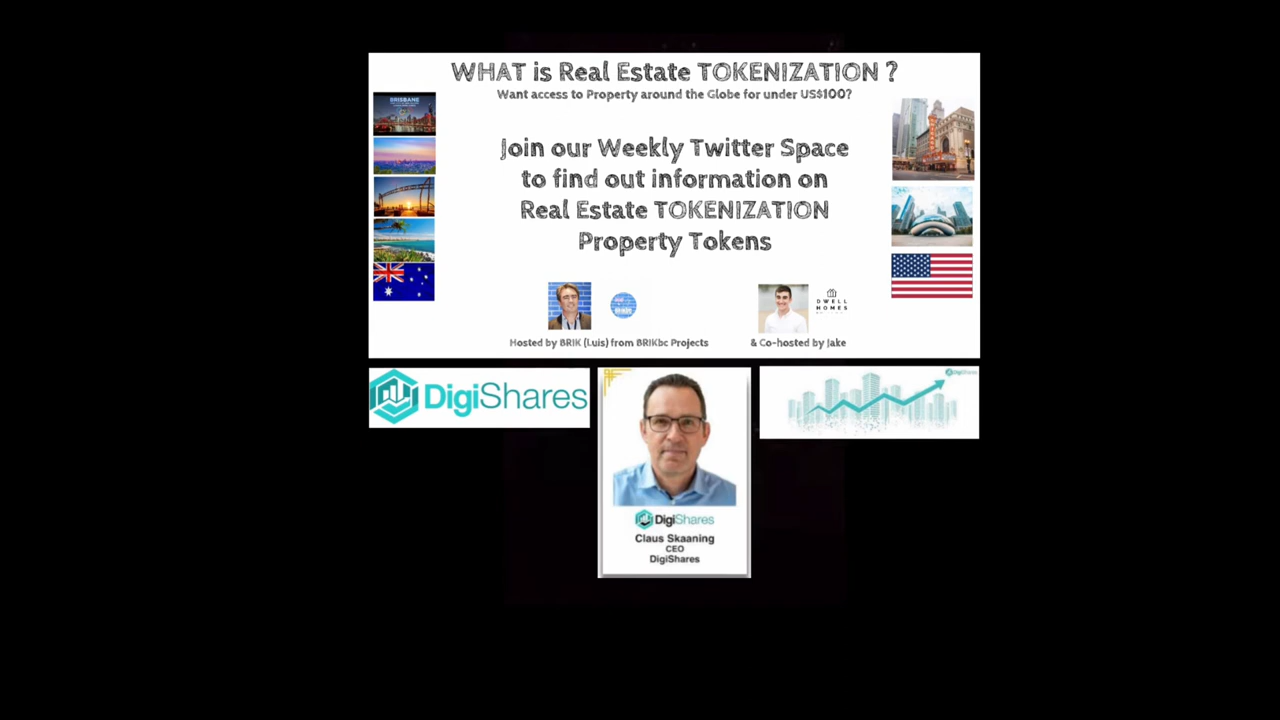 WHAT is Real Estate TOKENIZATION ?
Want access to Property around the Globe for under US$100?
BRISBANE
Join our Weekly Twitter Space
to find out information on
Real Estate TOKENIZATION
Property Tokens
DWELL
HOMES
Hosted by BRIK (Luis) from BRIKbc Projects
& Co-hosted by Jake
DigiShares
DigiShares
DigiShares
Claus Skaaning
CEO
DigiShares